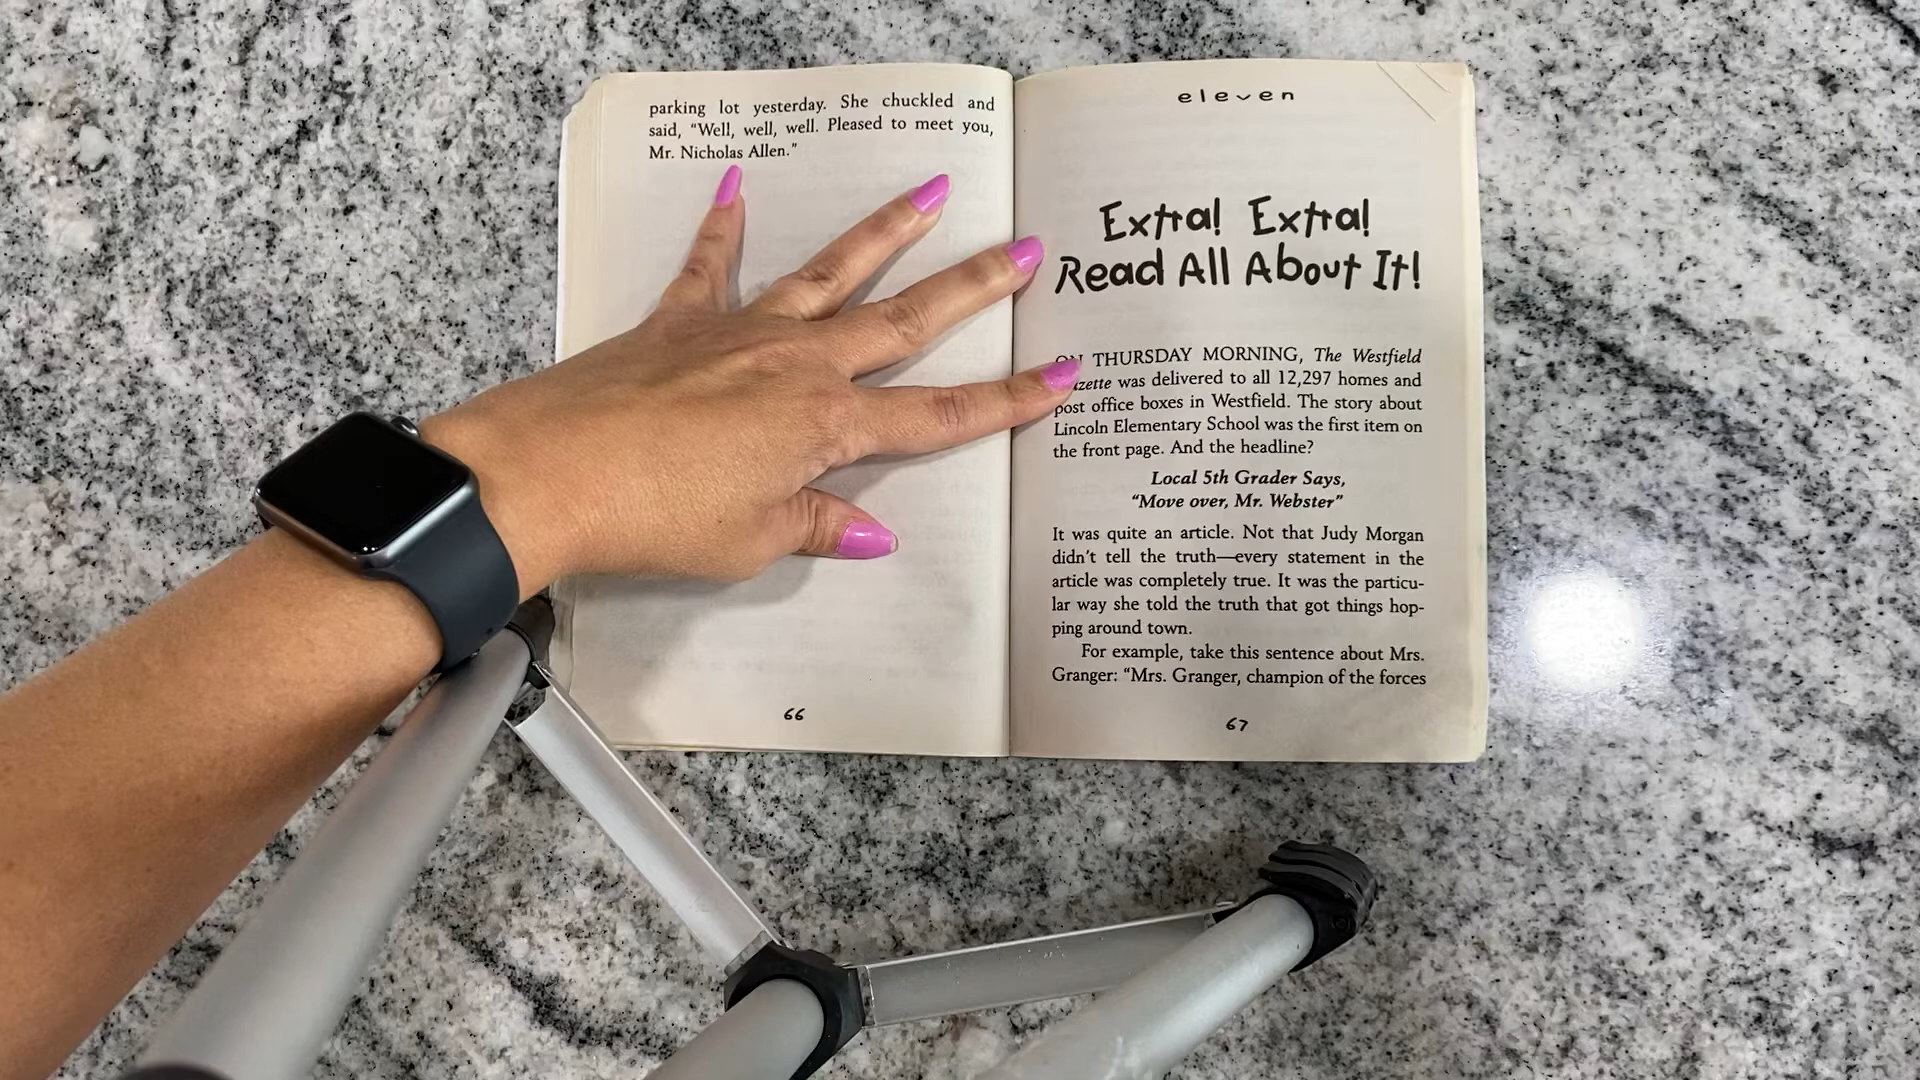 parking lot yesterday. She chuckled and
said, “Well, well, well. Pleased to meet you,
Mr. Nicholas Allen.”
66
eleven
Extra! Extra!
Read All About It!
ON THURSDAY MORNING, The Westfield
zette was delivered to all 12,297 homes and
post office boxes in Westfield. The story about
Lincoln Elementary School was the first item on
the front page. And the headline?
Local 5th Grader Says,
“Move over, Mr. Webster”
It was quite an article. Not that Judy Morgan
didn’t tell the truth—every statement in the
article was completely true. It was the particu-
lar way she told the truth that got things hop-
ping around town.
For example, take this sentence about Mrs.
Granger: “Mrs. Granger, champion of the forces
67